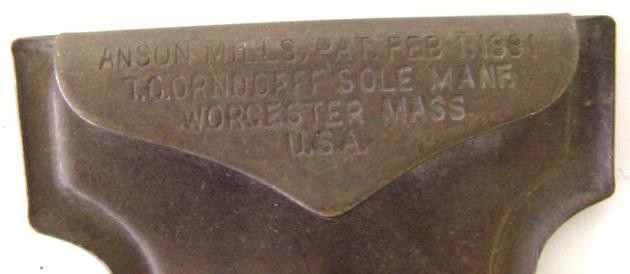 ANSON MILLS, PAT. FEB 1, 1881
T.C. ORNDORFF SOLE MANF.
WORCESTER MASS.
U.S.A.